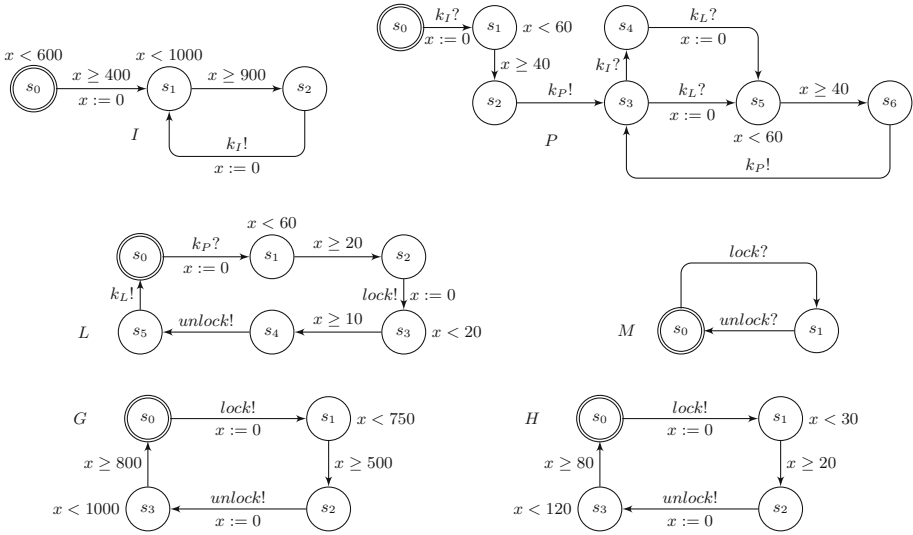 x < 600
x < 1000
s0
x ≥ 400
x := 0
s1
x ≥ 900
s2
I
kI!
x := 0
s0
kI?
x := 0
s1
x < 60
x ≥ 40
s2
kP!
s3
kI?
s4
kL?
x := 0
kL?
x := 0
s5
x < 60
x ≥ 40
s6
P
kP!
x < 60
s0
kP?
x := 0
s1
x ≥ 20
s2
lock!
x := 0
s3
x < 20
x ≥ 10
s4
unlock!
s5
kL!
L
lock?
M
s0
unlock?
s1
G
s0
lock!
x := 0
s1
x < 750
x ≥ 500
s2
unlock!
x := 0
s3
x < 1000
x ≥ 800
H
s0
lock!
x := 0
s1
x < 30
x ≥ 20
s2
unlock!
x := 0
s3
x < 120
x ≥ 80